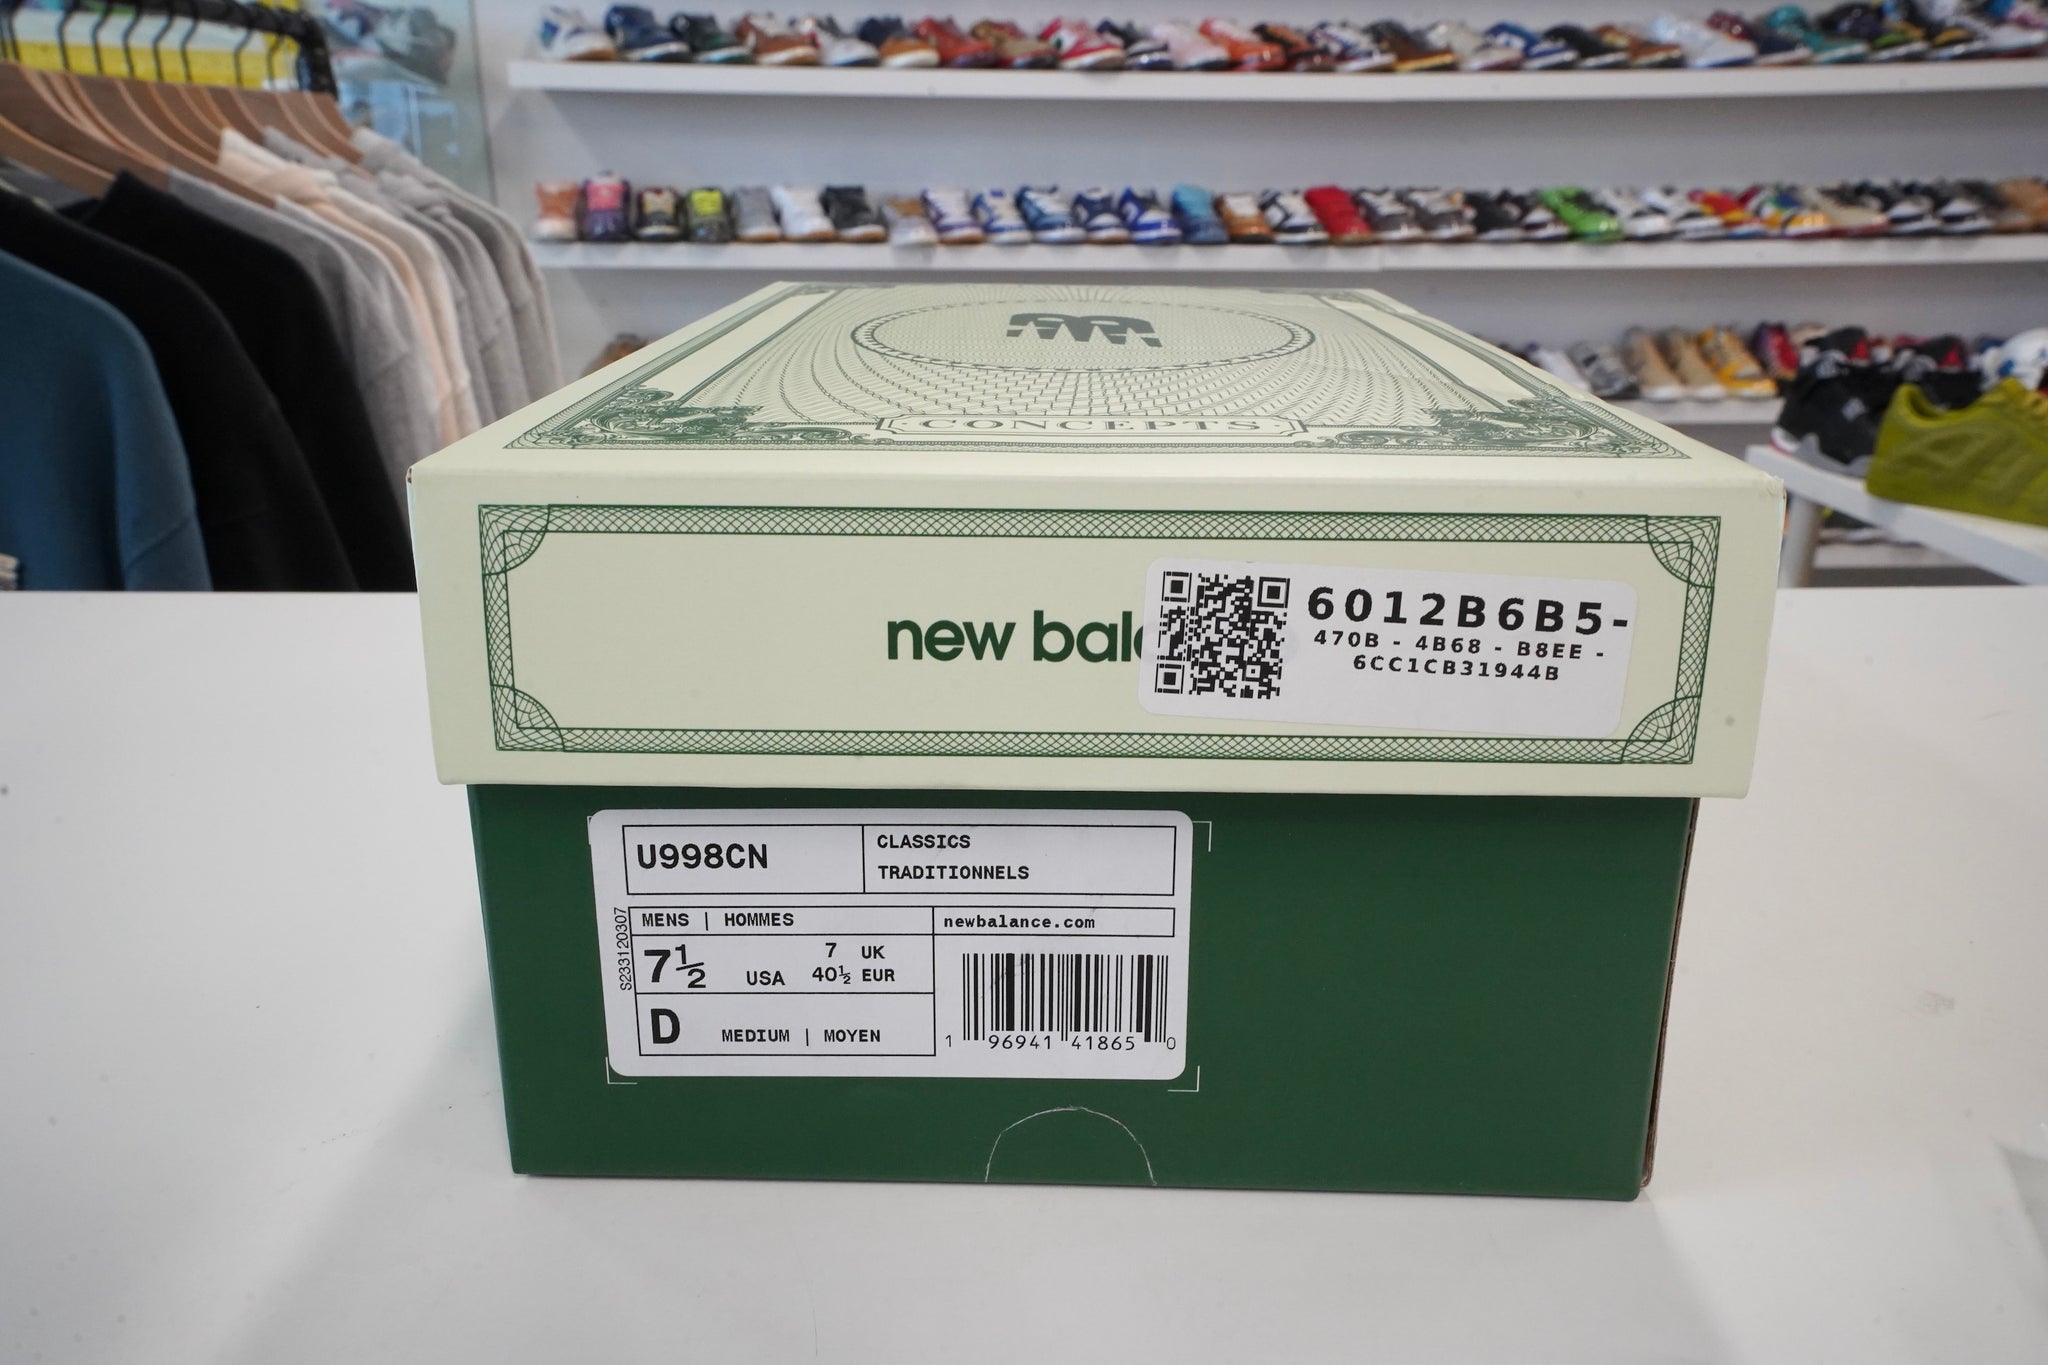 CONCEPTS
new bal
6012B6B5-
470B - 4B68 - B8EE -
6CC1CB31944B
U998CN
CLASSICS
TRADITIONNELS
S233120307
MENS | HOMMES
newbalance.com
7½ USA
7 UK
40½ EUR
D MEDIUM | MOYEN
1 96941 41865 0